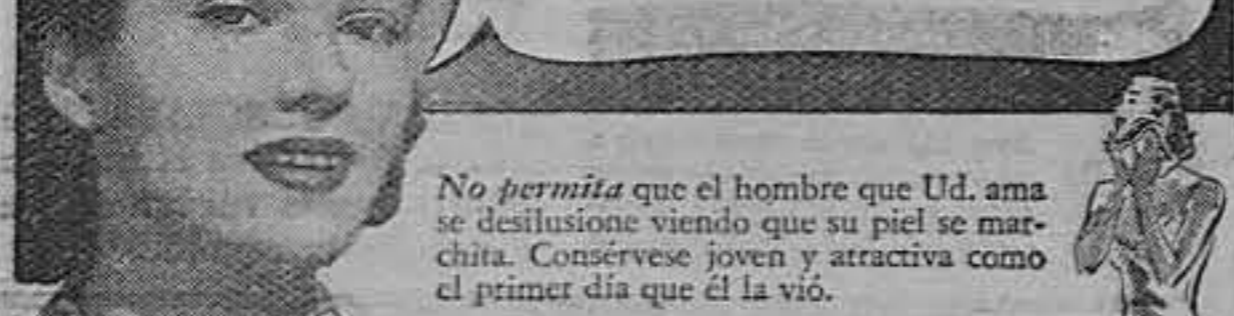 No permita que el hombre que Ud. ama
se desilusione viendo que su piel se mar-
chita. Consérvese joven y atractiva como
el primer día que él la vió.